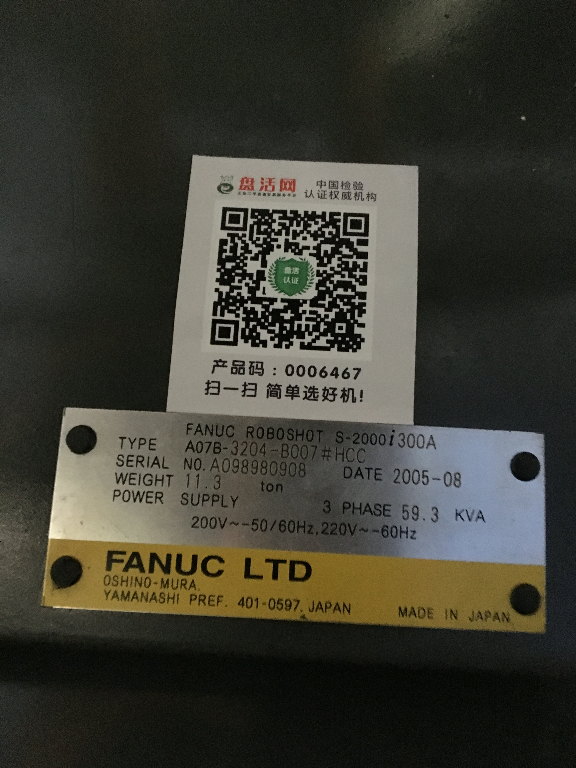 盘活网
中国检验
认证权威机构
盘活
认证
产品码：0006467
扫一扫 简单选好机!
FANUC ROBOSHOT S-2000i300A
TYPE A07B-3204-B007#HCC
SERIAL NO. A098980908 DATE 2005-08
WEIGHT 11.3 ton
POWER SUPPLY 3 PHASE 59.3 KVA
200V~-50/60Hz,220V~-60Hz
FANUC LTD
OSHINO-MURA,
YAMANASHI PREF. 401-0597, JAPAN
MADE IN JAPAN